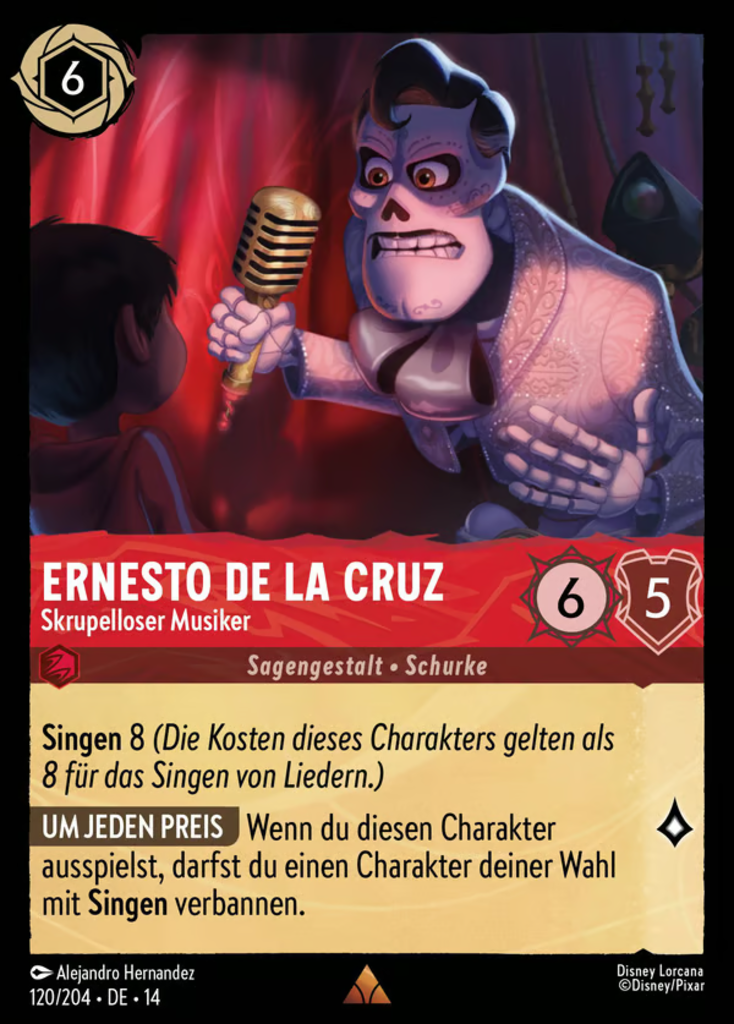 6
ERNESTO DE LA CRUZ
Skrupelloser Musiker
6
5
Sagengestalt • Schurke
Singen 8 (Die Kosten dieses Charakters gelten als
8 für das Singen von Liedern.)
UM JEDEN PREIS Wenn du diesen Charakter
ausspielst, darfst du einen Charakter deiner Wahl
mit Singen verbannen.
Alejandro Hernandez
120/204 • DE • 14
Disney Lorcana
©Disney/Pixar